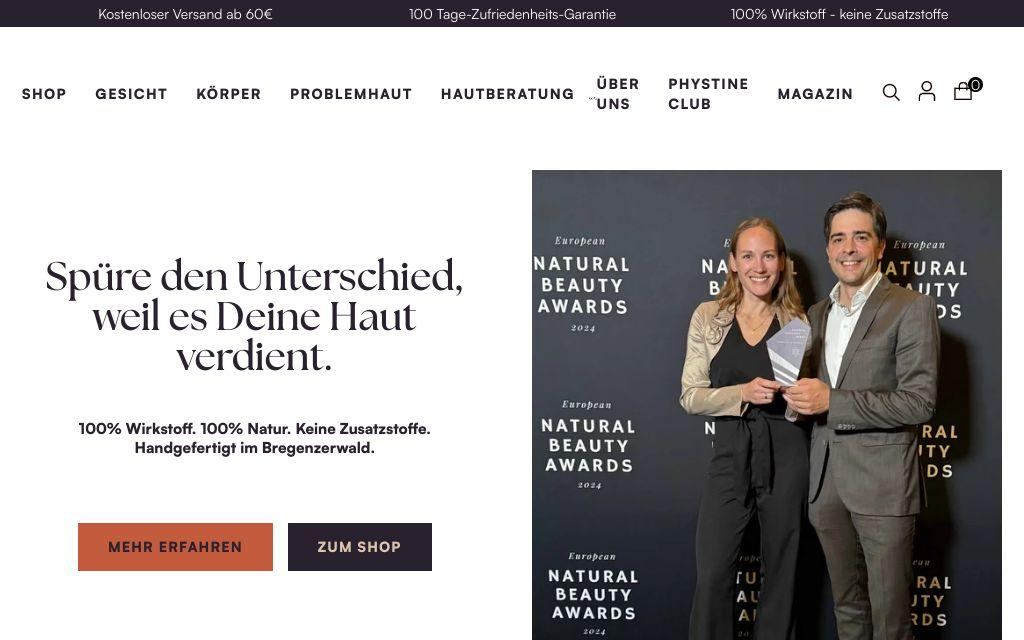 Kostenloser Versand ab 60€
100 Tage-Zufriedenheits-Garantie
100% Wirkstoff - keine Zusatzstoffe
SHOP
GESICHT
KÖRPER
PROBLEMHAUT
HAUTBERATUNG
ÜBER
UNS
PHYSTINE
CLUB
MAGAZIN
0
Spüre den Unterschied,
weil es Deine Haut
verdient.
100% Wirkstoff. 100% Natur. Keine Zusatzstoffe.
Handgefertigt im Bregenzerwald.
MEHR ERFAHREN
ZUM SHOP
European
NATURAL
BEAUTY
AWARDS
2024
European
NATURAL
BEAUTY
AWARDS
2024
European
NATURAL
BEAUTY
AWARDS
2024
European